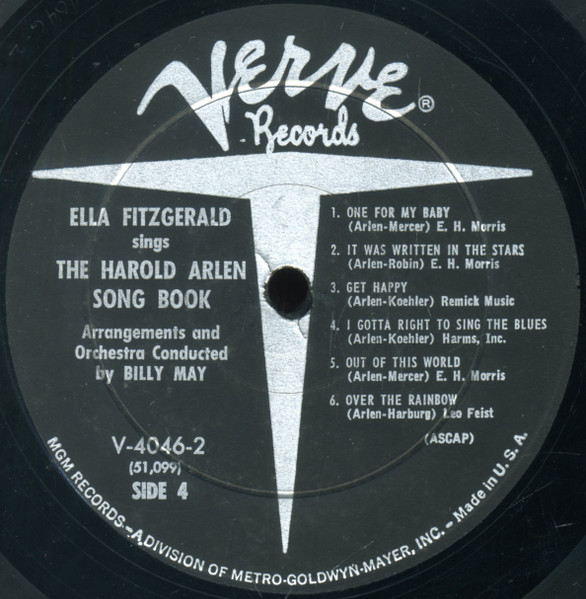 Verve®
Records
ELLA FITZGERALD
sings
THE HAROLD ARLEN
SONG BOOK
Arrangements and
Orchestra Conducted
by BILLY MAY
V-4046-2
(51,099)
SIDE 4
1. ONE FOR MY BABY
(Arlen-Mercer) E. H. Morris
2. IT WAS WRITTEN IN THE STARS
(Arlen-Robin) E. H. Morris
3. GET HAPPY
(Arlen-Koehler) Remick Music
4. I GOTTA RIGHT TO SING THE BLUES
(Arlen-Koehler) Harms, Inc.
5. OUT OF THIS WORLD
(Arlen-Mercer) E. H. Morris
6. OVER THE RAINBOW
(Arlen-Harburg) Leo Feist
(ASCAP)
MGM RECORDS–A DIVISION OF METRO-GOLDWYN-MAYER, INC.–Made in U. S. A.